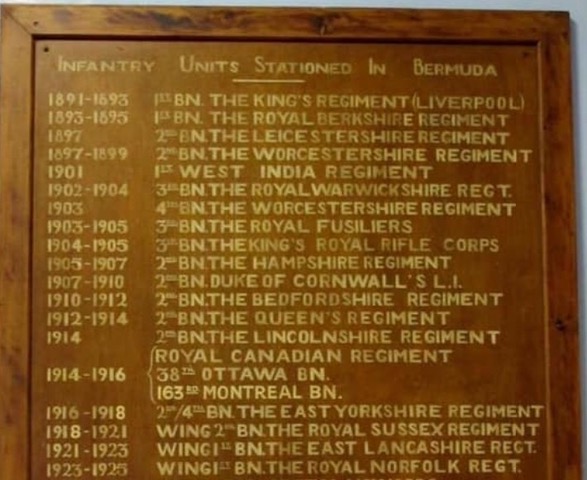 INFANTRY UNITS STATIONED IN BERMUDA
1891-1893 1ST BN. THE KING'S REGIMENT (LIVERPOOL)
1893-1895 1ST BN. THE ROYAL BERKSHIRE REGIMENT
1897 2ND BN. THE LEICESTERSHIRE REGIMENT
1897-1899 2ND BN. THE WORCESTERSHIRE REGIMENT
1901 1ST WEST INDIA REGIMENT
1902-1904 3RD BN. THE ROYAL WARWICKSHIRE REGT.
1903 4TH BN. THE WORCESTERSHIRE REGIMENT
1903-1905 3RD BN. THE ROYAL FUSILIERS
1904-1905 3RD BN. THE KING'S ROYAL RIFLE CORPS
1905-1907 2ND BN. THE HAMPSHIRE REGIMENT
1907-1910 2ND BN. DUKE OF CORNWALL'S L.I.
1910-1912 2ND BN. THE BEDFORDSHIRE REGIMENT
1912-1914 2ND BN. THE QUEEN'S REGIMENT
1914 2ND BN. THE LINCOLNSHIRE REGIMENT
ROYAL CANADIAN REGIMENT
1914-1916 38TH OTTAWA BN.
163RD MONTREAL BN.
1916-1918 2ND/4TH BN. THE EAST YORKSHIRE REGIMENT
1918-1921 WING 2ND BN. THE ROYAL SUSSEX REGIMENT
1921-1923 WING 1ST BN. THE EAST LANCASHIRE REGT.
1923-1925 WING 1ST BN. THE ROYAL NORFOLK REGT.